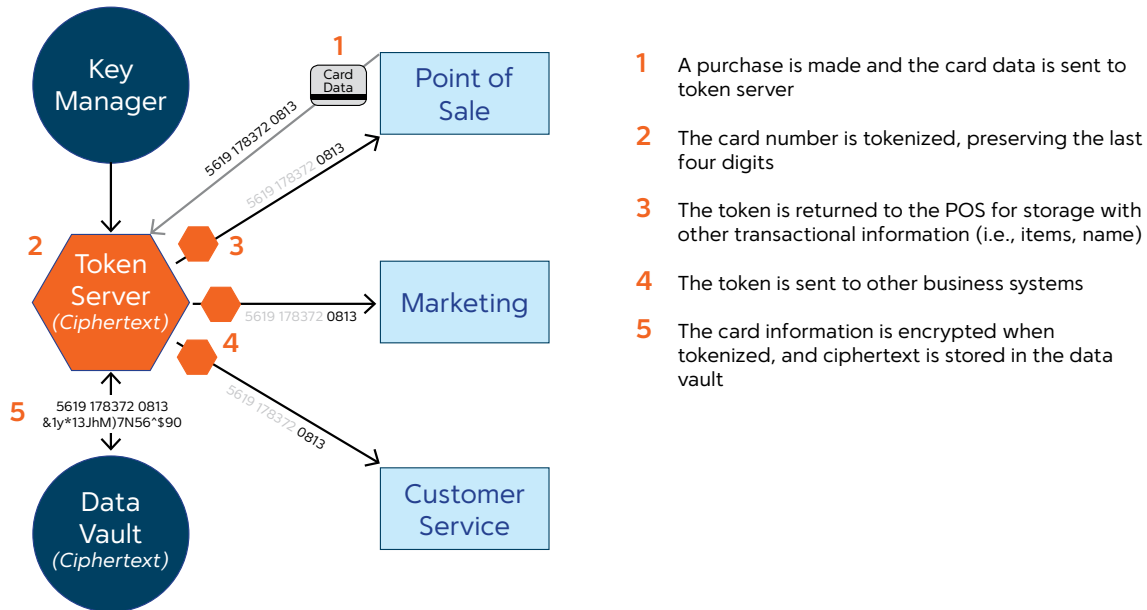 Key
Manager
1
Card
Data
Point of
Sale
5619 178372 0813
5619 178372 0813
2
Token
Server
(Ciphertext)
3
Marketing
5619 178372 0813
4
5619 178372 0813
5
5619 178372 0813
&1y*13JhM)7N56^$90
Data
Vault
(Ciphertext)
Customer
Service
1 A purchase is made and the card data is sent to
token server
2 The card number is tokenized, preserving the last
four digits
3 The token is returned to the POS for storage with
other transactional information (i.e., items, name)
4 The token is sent to other business systems
5 The card information is encrypted when
tokenized, and ciphertext is stored in the data
vault